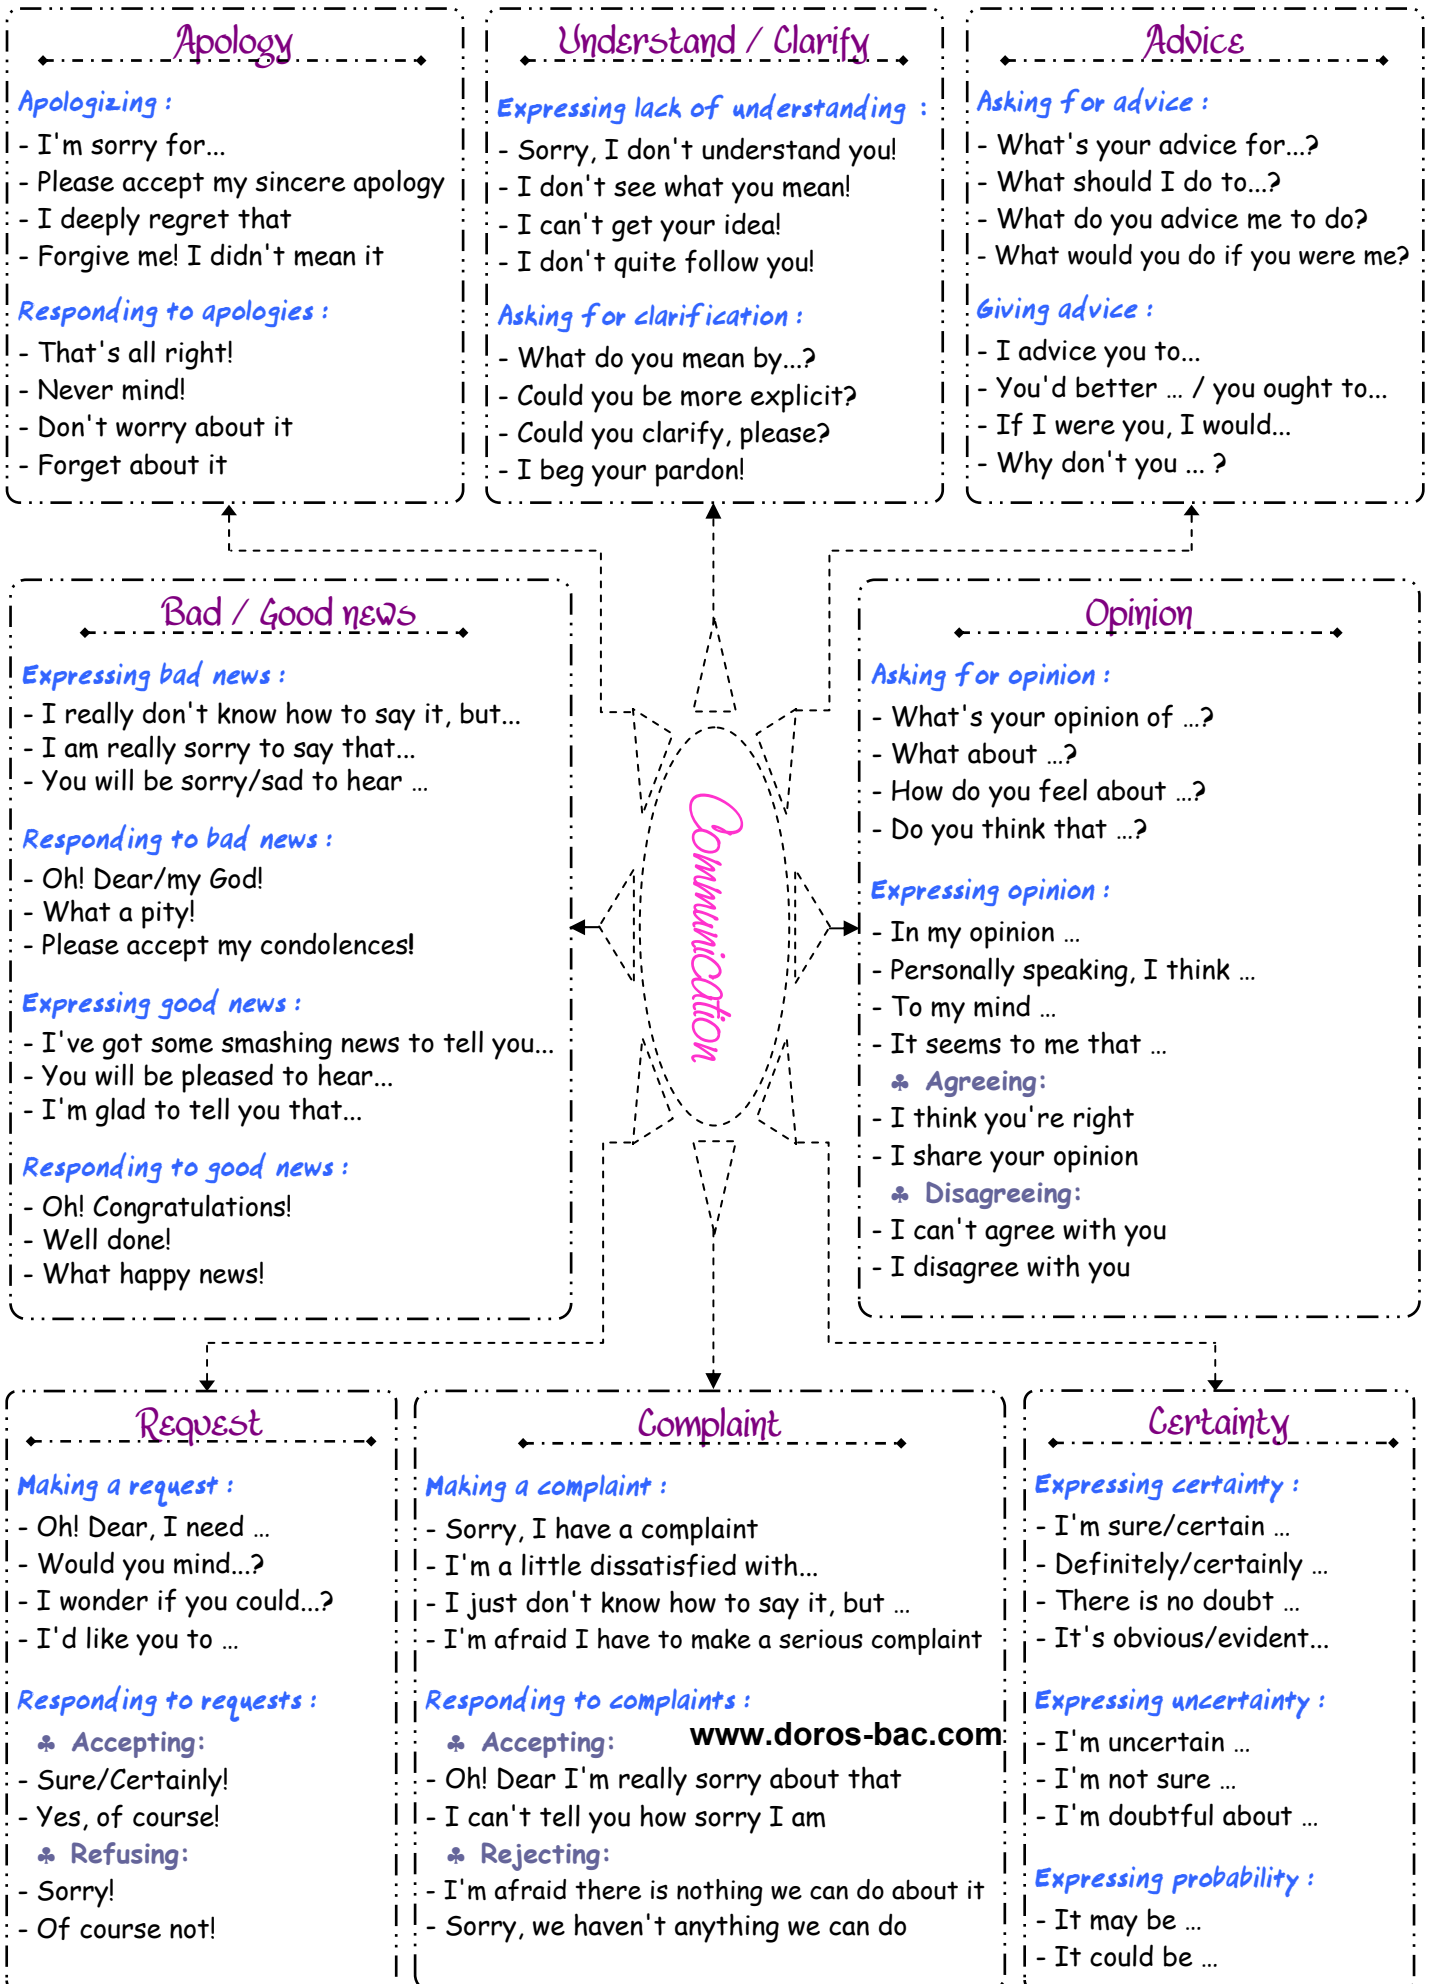 Apology
Apologizing :
- I'm sorry for...
- Please accept my sincere apology
- I deeply regret that
- Forgive me! I didn't mean it
Responding to apologies :
- That's all right!
- Never mind!
- Don't worry about it
- Forget about it
Understand / Clarify
Expressing lack of understanding :
- Sorry, I don't understand you!
- I don't see what you mean!
- I can't get your idea!
- I don't quite follow you!
Asking for clarification :
- What do you mean by...?
- Could you be more explicit?
- Could you clarify, please?
- I beg your pardon!
Advice
Asking for advice :
- What's your advice for...?
- What should I do to...?
- What do you advice me to do?
- What would you do if you were me?
Giving advice :
- I advice you to...
- You'd better … / you ought to...
- If I were you, I would...
- Why don't you … ?
Bad / Good news
Expressing bad news :
- I really don't know how to say it, but...
- I am really sorry to say that...
- You will be sorry/sad to hear …
Responding to bad news :
- Oh! Dear/my God!
- What a pity!
- Please accept my condolences!
Expressing good news :
- I've got some smashing news to tell you...
- You will be pleased to hear...
- I'm glad to tell you that...
Responding to good news :
- Oh! Congratulations!
- Well done!
- What happy news!
Communication
Opinion
Asking for opinion :
- What's your opinion of …?
- What about …?
- How do you feel about …?
- Do you think that …?
Expressing opinion :
- In my opinion …
- Personally speaking, I think …
- To my mind …
- It seems to me that …
♣ Agreeing:
- I think you're right
- I share your opinion
♣ Disagreeing:
- I can't agree with you
- I disagree with you
Request
Making a request :
- Oh! Dear, I need …
- Would you mind...?
- I wonder if you could...?
- I'd like you to …
Responding to requests :
♣ Accepting:
- Sure/Certainly!
- Yes, of course!
♣ Refusing:
- Sorry!
- Of course not!
Complaint
Making a complaint :
- Sorry, I have a complaint
- I'm a little dissatisfied with...
- I just don't know how to say it, but …
- I'm afraid I have to make a serious complaint
Responding to complaints :
♣ Accepting:
www.doros-bac.com
- Oh! Dear I'm really sorry about that
- I can't tell you how sorry I am
♣ Rejecting:
- I'm afraid there is nothing we can do about it
- Sorry, we haven't anything we can do
Certainty
Expressing certainty :
- I'm sure/certain …
- Definitely/certainly …
- There is no doubt …
- It's obvious/evident...
Expressing uncertainty :
- I'm uncertain …
- I'm not sure …
- I'm doubtful about …
Expressing probability :
- It may be …
- It could be …